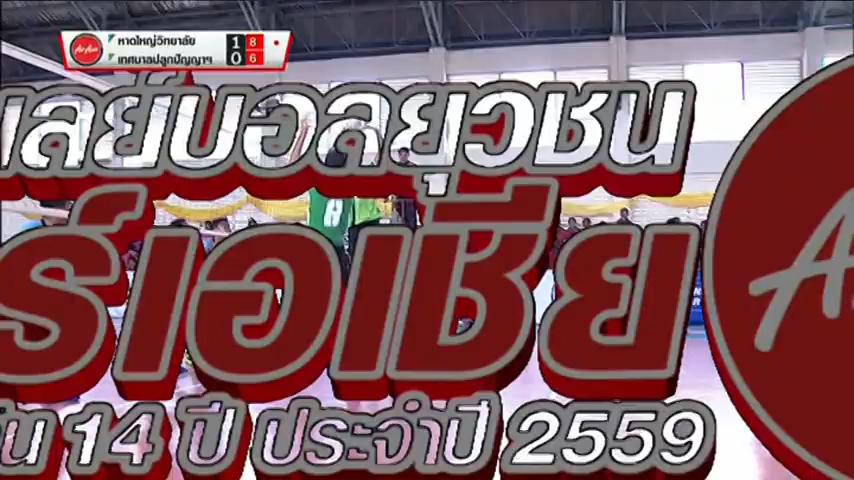 หาดใหญ่วิทยาลัย 1 8
เทศบาลปลูกปัญญาฯ 0 6
เลย์บอลยุวชน
ร์เอเชีย
14 ปี ประจำปี 2559
8
AirAsia